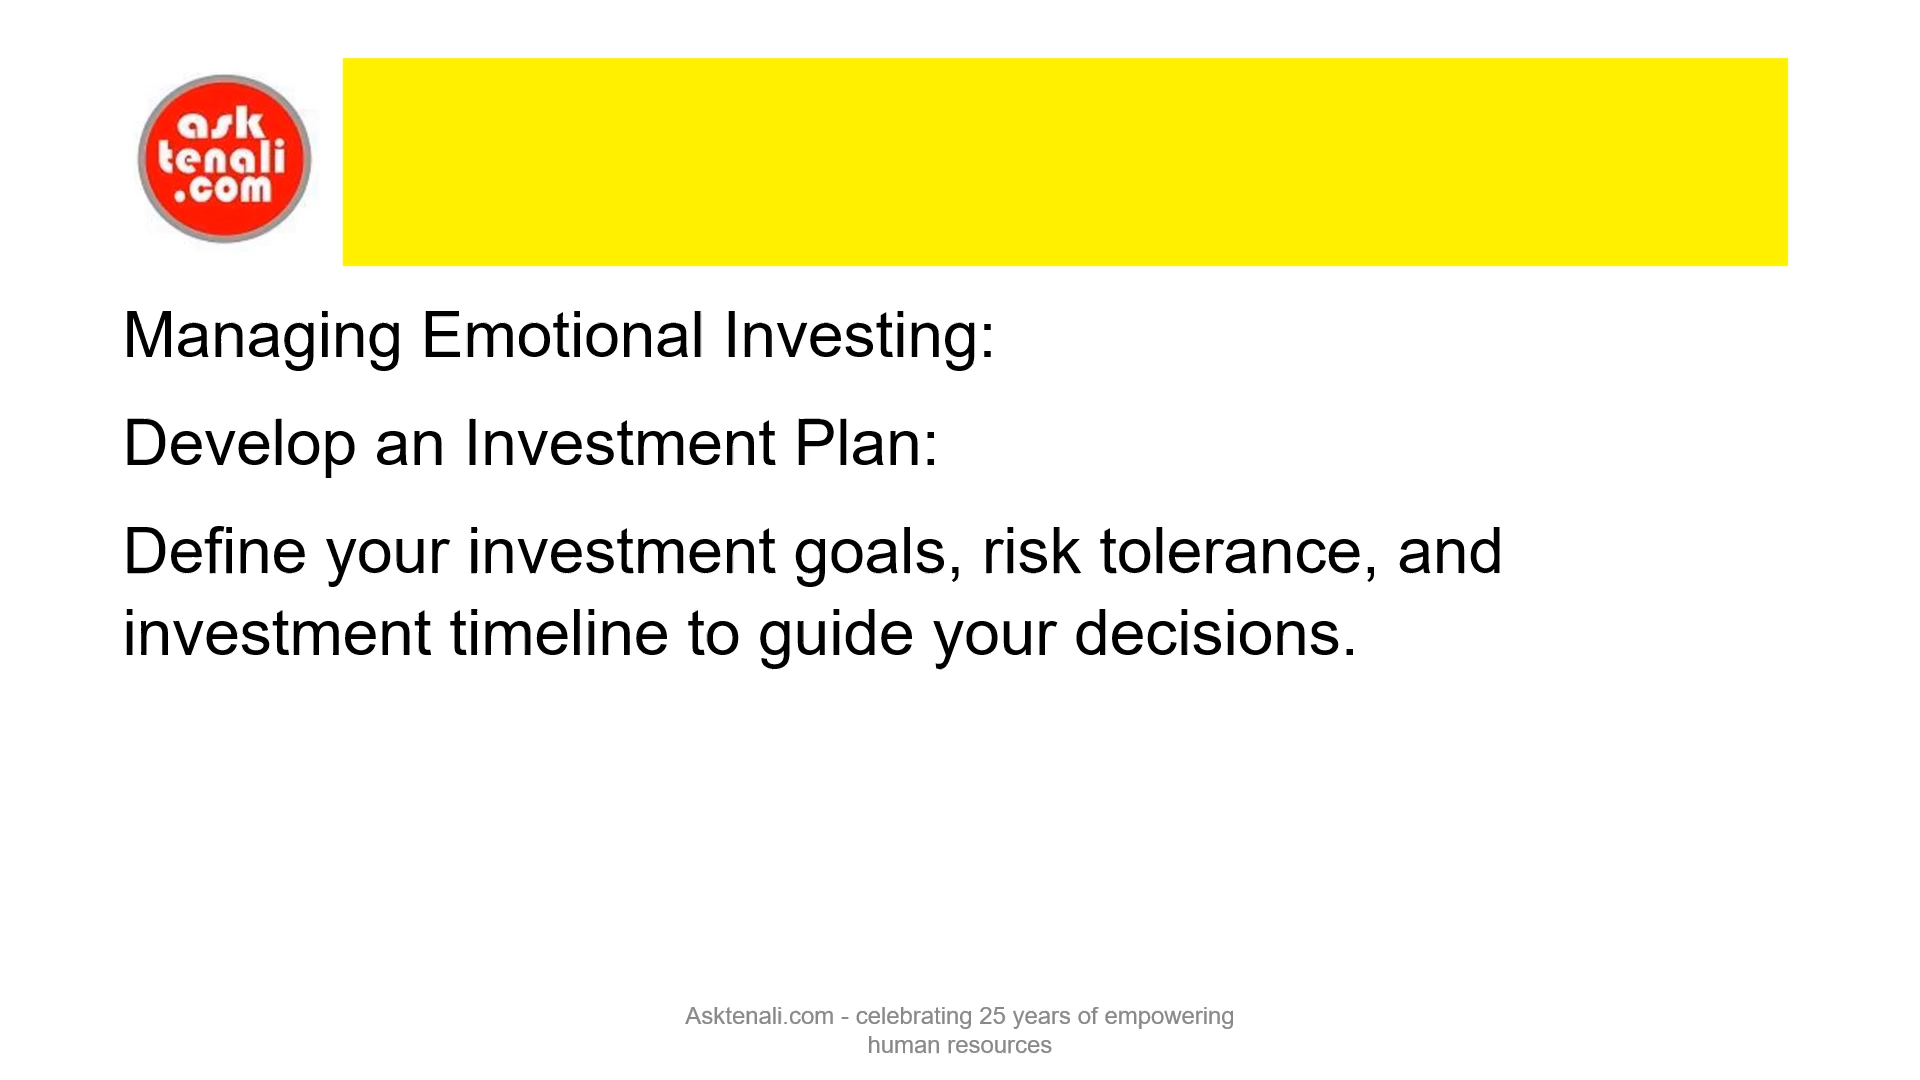 ask
tenali
.com
Managing Emotional Investing:
Develop an Investment Plan:
Define your investment goals, risk tolerance, and
investment timeline to guide your decisions.
Asktenali.com - celebrating 25 years of empowering
human resources